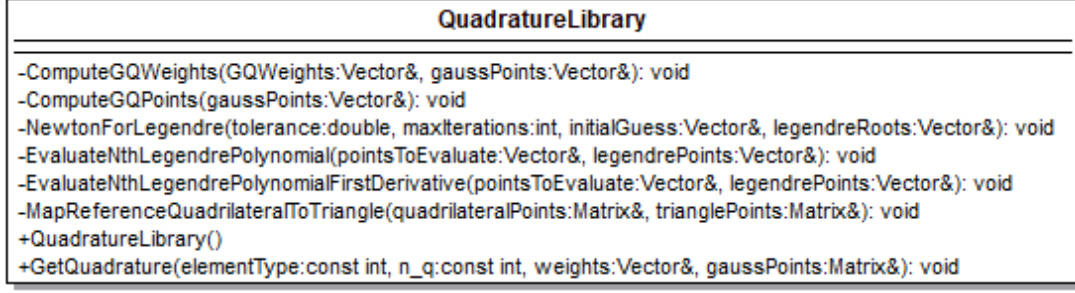 QuadratureLibrary
-ComputeGQWeights(GQWeights:Vector&, gaussPoints:Vector&): void
-ComputeGQPoints(gaussPoints:Vector&): void
-NewtonForLegendre(tolerance:double, maxIterations:int, initialGuess:Vector&, legendreRoots:Vector&): void
-EvaluateNthLegendrePolynomial(pointsToEvaluate:Vector&, legendrePoints:Vector&): void
-EvaluateNthLegendrePolynomialFirstDerivative(pointsToEvaluate:Vector&, legendrePoints:Vector&): void
-MapReferenceQuadrilateralToTriangle(quadrilateralPoints:Matrix&, trianglePoints:Matrix&): void
+QuadratureLibrary()
+GetQuadrature(elementType:const int, n_q:const int, weights:Vector&, gaussPoints:Matrix&): void